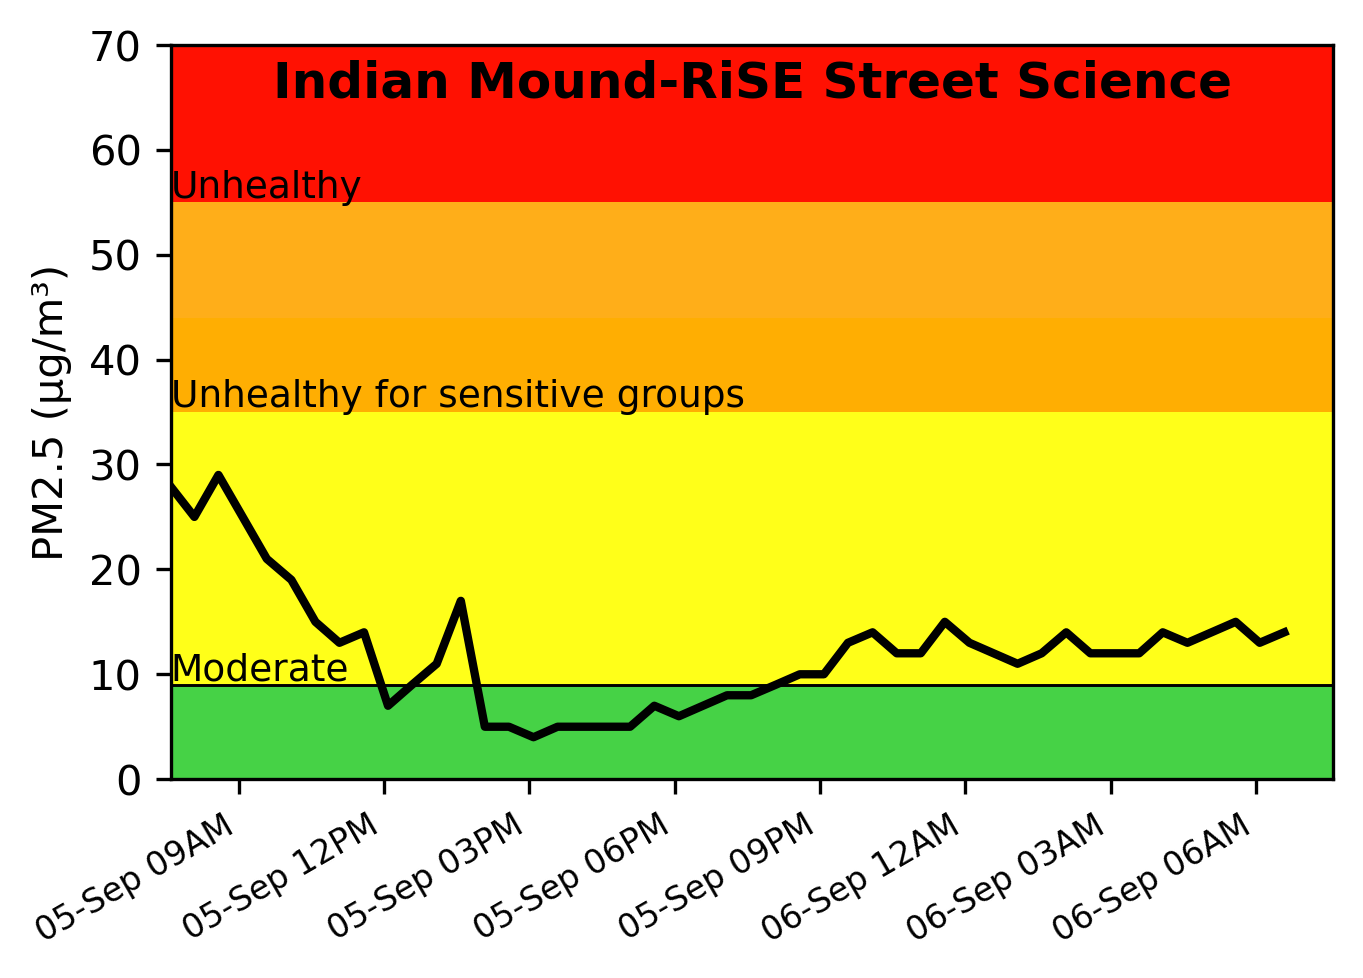 Indian Mound-RiSE Street Science
PM2.5 (µg/m³)
70
60
50
40
30
20
10
0
Unhealthy
Unhealthy for sensitive groups
Moderate
05-Sep 09AM
05-Sep 12PM
05-Sep 03PM
05-Sep 06PM
05-Sep 09PM
06-Sep 12AM
06-Sep 03AM
06-Sep 06AM